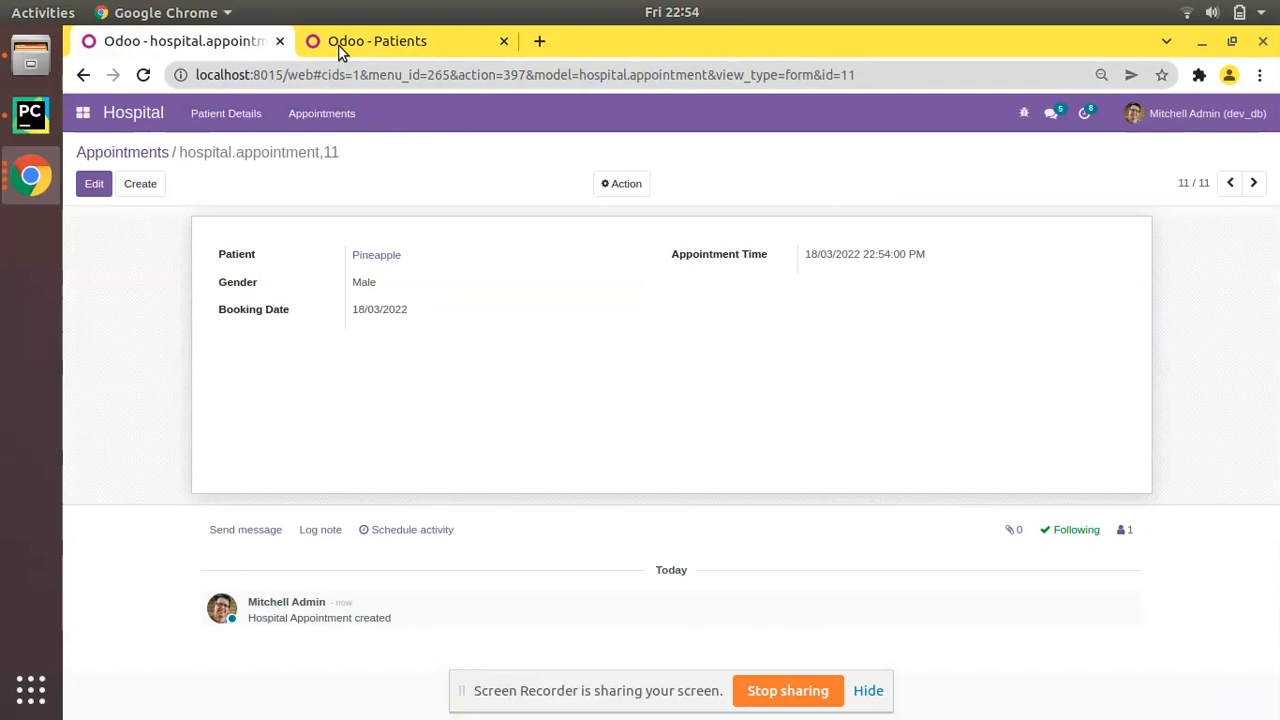 Activities Google Chrome Fri 22:54
Odoo - hospital.appointm Odoo - Patients
localhost:8015/web#cids=1&menu_id=265&action=397&model=hospital.appointment&view_type=form&id=11
PC Hospital Patient Details Appointments 5 8 Mitchell Admin (dev_db)
Appointments / hospital.appointment,11
Edit Create Action 11 / 11
Patient Pineapple Appointment Time 18/03/2022 22:54:00 PM
Gender Male
Booking Date 18/03/2022
Send message Log note Schedule activity 0 Following 1
Today
Mitchell Admin - now
Hospital Appointment created
Screen Recorder is sharing your screen. Stop sharing Hide